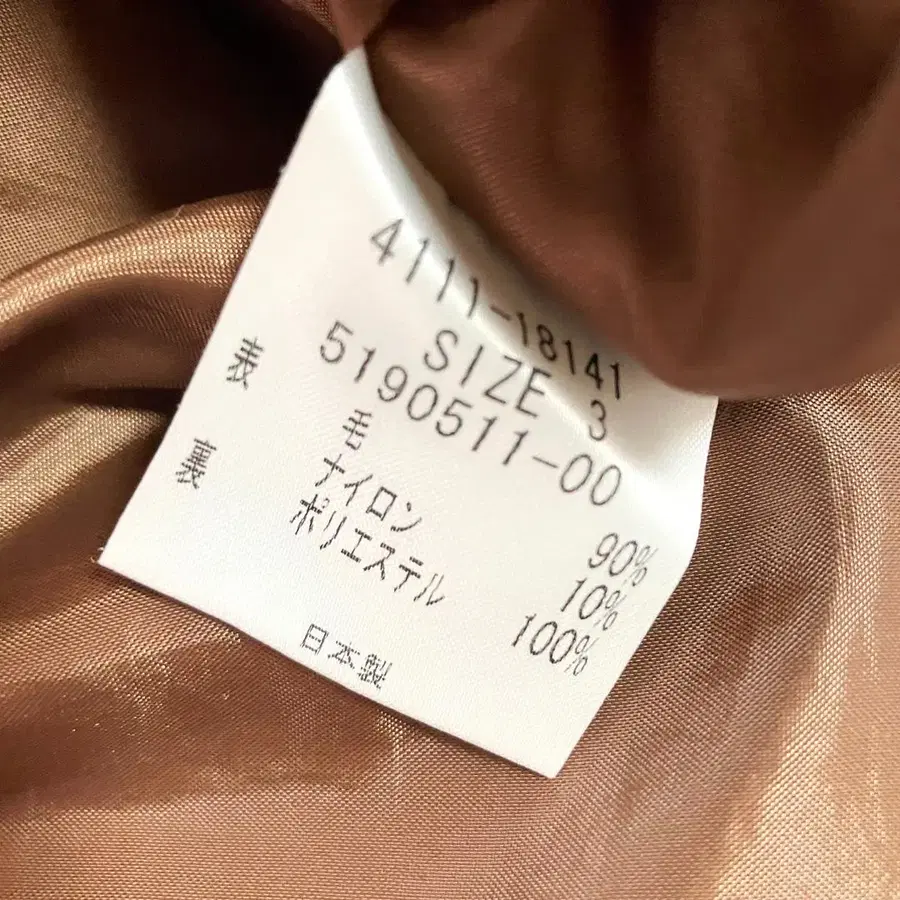 4111-18141
SIZE 3
5190511-00
表 毛 90%
ナイロン 10%
裏 ポリエステル 100%
日本製